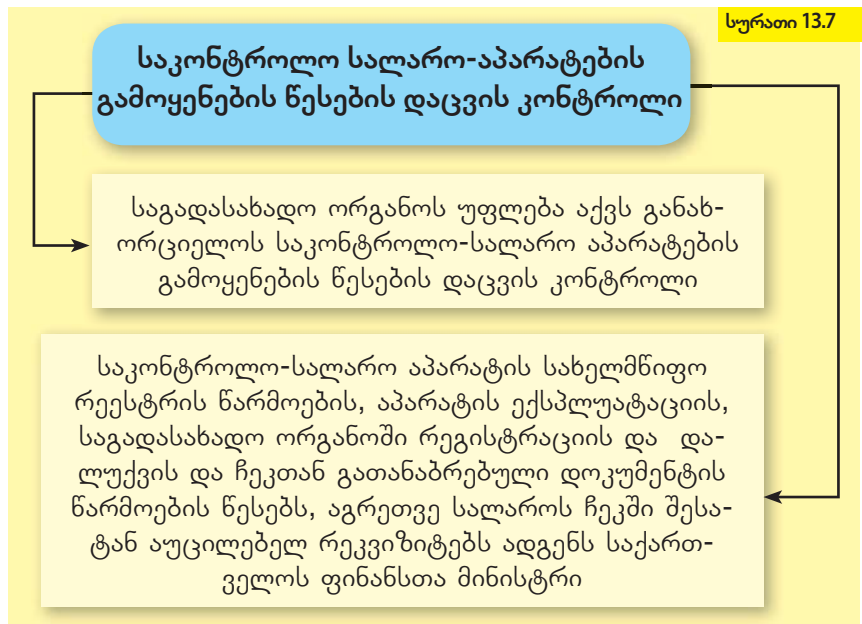 სურათი 13.7
საკონტროლო სალარო-აპარატების
გამოყენების წესების დაცვის კონტროლი
საგადასახადო ორგანოს უფლება აქვს განახ-
ორციელოს საკონტროლო-სალარო აპარატების
გამოყენების წესების დაცვის კონტროლი
საკონტროლო-სალარო აპარატის სახელმწიფო
რეესტრის წარმოების, აპარატის ექსპლუატაციის,
საგადასახადო ორგანოში რეგისტრაციის და და-
ლუქვის და ჩეკთან გათანაბრებული დოკუმენტის
წარმოების წესებს, აგრეთვე სალაროს ჩეკში შესა-
ტან აუცილებელ რეკვიზიტებს ადგენს საქართ-
ველოს ფინანსთა მინისტრი